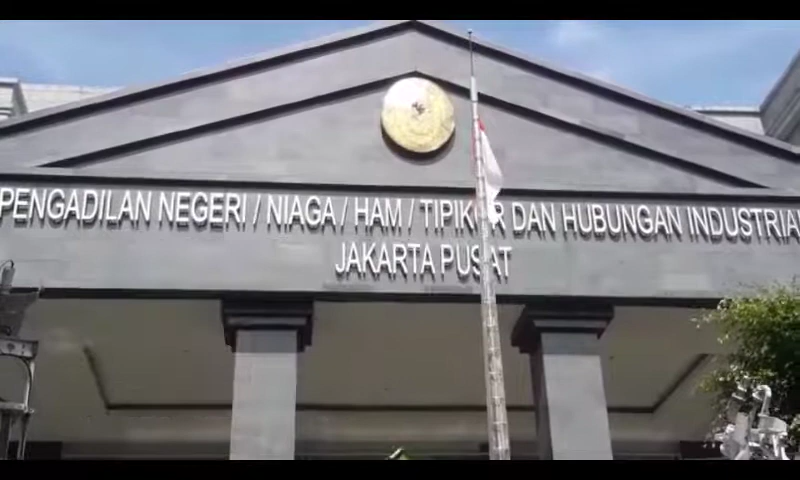 PENGADILAN NEGERI / NIAGA / HAM / TIPIKOR DAN HUBUNGAN INDUSTRIAL
JAKARTA PUSAT